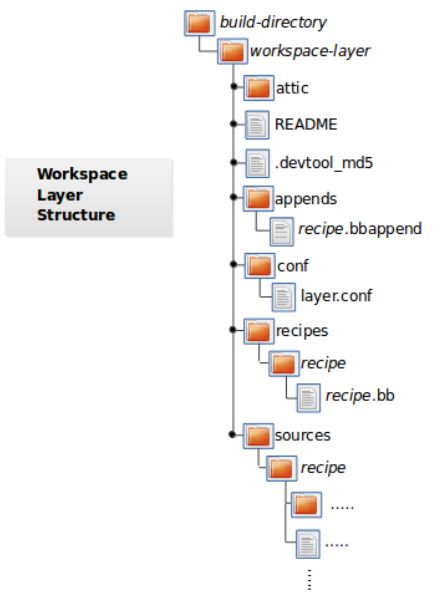 build-directory
workspace-layer
attic
README
.devtool_md5
Workspace
Layer
Structure
appends
recipe.bbappend
conf
layer.conf
recipes
recipe
recipe.bb
sources
recipe
.....
.....